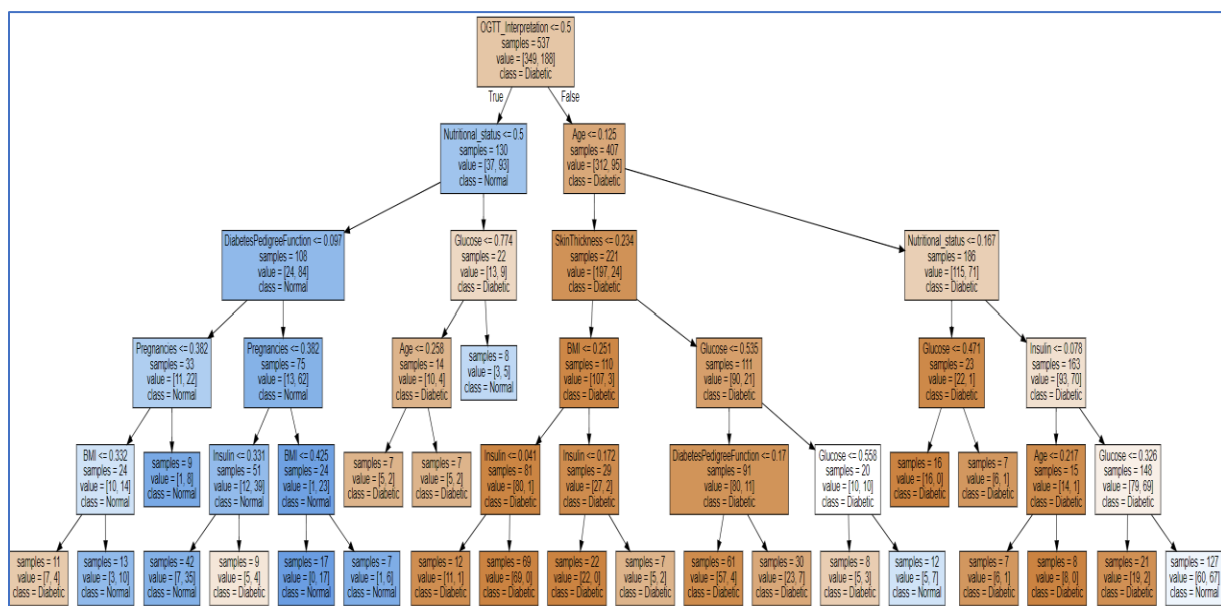 OGTT_Interpretation <= 0.5
samples = 537
value = [349, 188]
class = Diabetic
True
False
Nutritional_status <= 0.5
samples = 130
value = [37, 93]
class = Normal
Age <= 0.125
samples = 407
value = [312, 95]
class = Diabetic
DiabetesPedigreeFunction <= 0.097
samples = 108
value = [24, 84]
class = Normal
Glucose <= 0.774
samples = 22
value = [13, 9]
class = Diabetic
SkinThickness <= 0.234
samples = 221
value = [197, 24]
class = Diabetic
Nutritional_status <= 0.167
samples = 186
value = [115, 71]
class = Diabetic
Pregnancies <= 0.382
samples = 33
value = [11, 22]
class = Normal
Pregnancies <= 0.382
samples = 75
value = [13, 62]
class = Normal
Age <= 0.258
samples = 14
value = [10, 4]
class = Diabetic
samples = 8
value = [3, 5]
class = Normal
BMI <= 0.251
samples = 110
value = [107, 3]
class = Diabetic
Glucose <= 0.535
samples = 111
value = [90, 21]
class = Diabetic
Glucose <= 0.471
samples = 23
value = [22, 1]
class = Diabetic
Insulin <= 0.078
samples = 163
value = [93, 70]
class = Diabetic
BMI <= 0.332
samples = 24
value = [10, 14]
class = Normal
samples = 9
value = [1, 8]
class = Normal
Insulin <= 0.331
samples = 51
value = [12, 39]
class = Normal
BMI <= 0.425
samples = 24
value = [1, 23]
class = Normal
samples = 7
value = [5, 2]
class = Diabetic
samples = 7
value = [5, 2]
class = Diabetic
Insulin <= 0.041
samples = 81
value = [80, 1]
class = Diabetic
Insulin <= 0.172
samples = 29
value = [27, 2]
class = Diabetic
DiabetesPedigreeFunction <= 0.17
samples = 91
value = [80, 11]
class = Diabetic
Glucose <= 0.558
samples = 20
value = [10, 10]
class = Diabetic
samples = 16
value = [16, 0]
class = Diabetic
samples = 7
value = [6, 1]
class = Diabetic
Age <= 0.217
samples = 15
value = [14, 1]
class = Diabetic
Glucose <= 0.326
samples = 148
value = [79, 69]
class = Diabetic
samples = 11
value = [7, 4]
class = Diabetic
samples = 13
value = [3, 10]
class = Normal
samples = 42
value = [7, 35]
class = Normal
samples = 9
value = [5, 4]
class = Diabetic
samples = 17
value = [0, 17]
class = Normal
samples = 7
value = [1, 6]
class = Normal
samples = 12
value = [11, 1]
class = Diabetic
samples = 69
value = [69, 0]
class = Diabetic
samples = 22
value = [22, 0]
class = Diabetic
samples = 7
value = [5, 2]
class = Diabetic
samples = 61
value = [57, 4]
class = Diabetic
samples = 30
value = [23, 7]
class = Diabetic
samples = 8
value = [5, 3]
class = Diabetic
samples = 12
value = [5, 7]
class = Normal
samples = 7
value = [6, 1]
class = Diabetic
samples = 8
value = [8, 0]
class = Diabetic
samples = 21
value = [19, 2]
class = Diabetic
samples = 127
value = [60, 67]
class = Normal